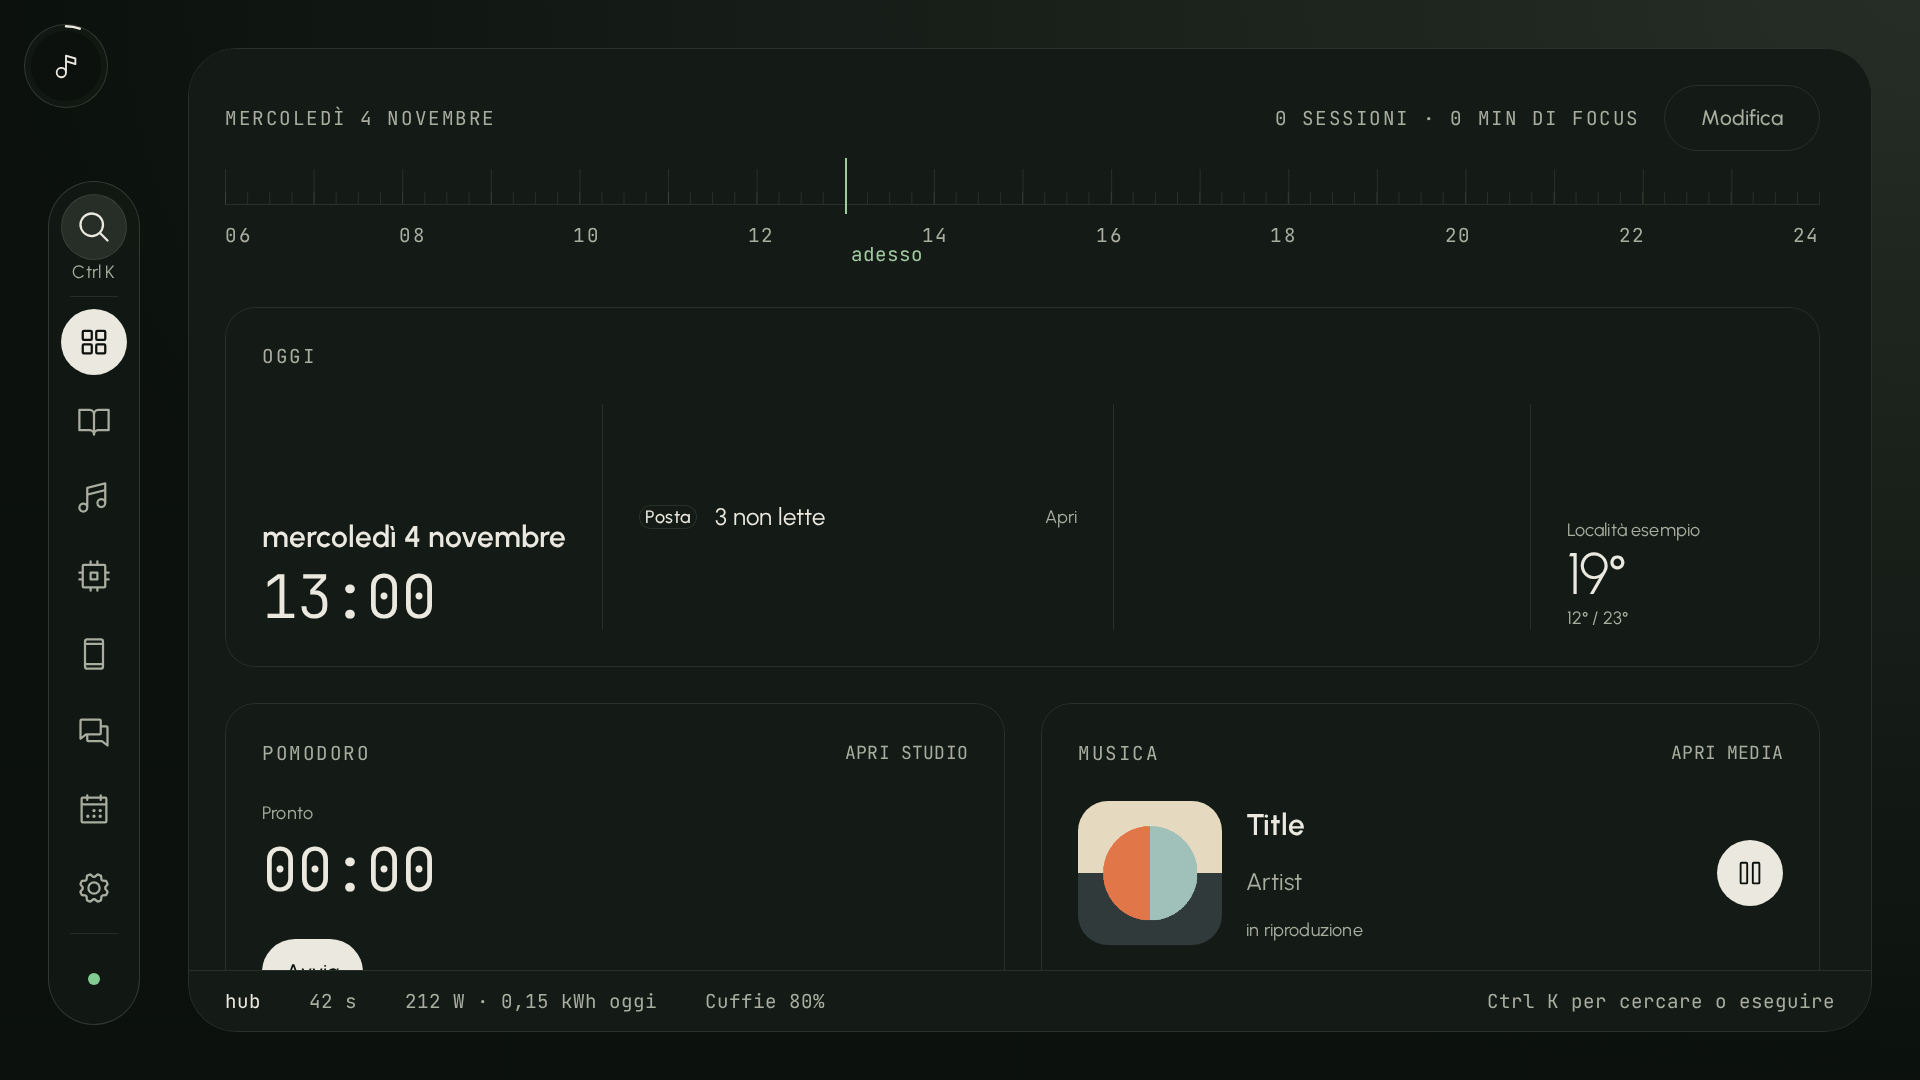 MERCOLEDÌ 4 NOVEMBRE
0 SESSIONI · 0 MIN DI FOCUS
Modifica
Ctrl K
06 08 10 12 14 16 18 20 22 24
adesso
OGGI
mercoledì 4 novembre
13:00
Posta 3 non lette Apri
Località esempio
19°
12° / 23°
POMODORO APRI STUDIO
Pronto
00:00
Avvia
MUSICA APRI MEDIA
Title
Artist
in riproduzione
hub 42 s 212 W · 0,15 kWh oggi Cuffie 80%
Ctrl K per cercare o eseguire